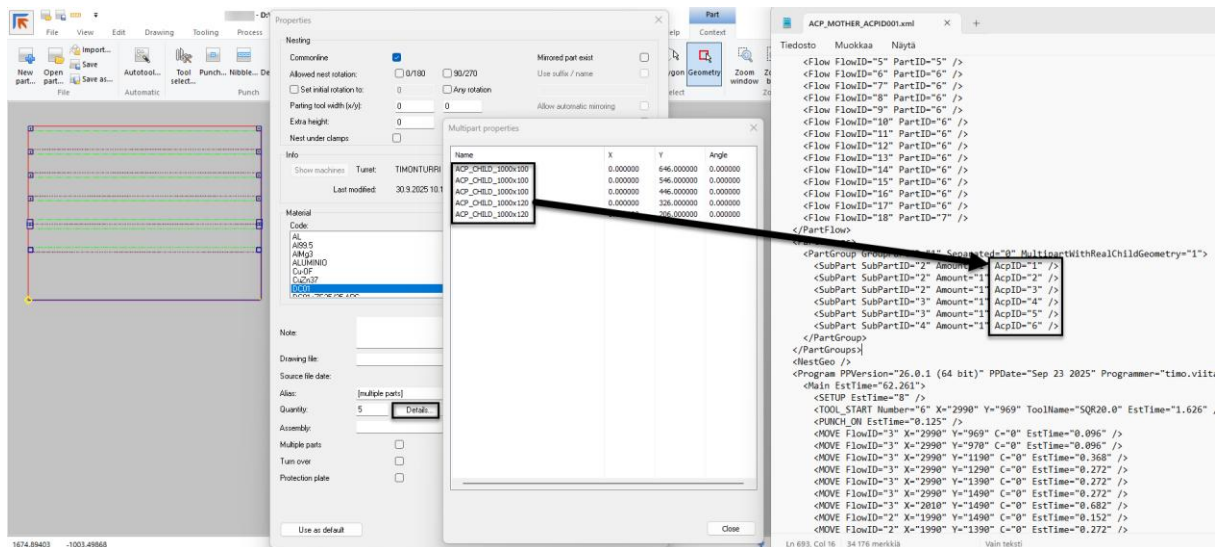 - D:\
File View Edit Drawing Tooling Process
New part...
Open part...
Import...
Save
Save as...
File
Autotool...
Automatic
Tool select...
Punch...
Nibble...
De
Punch
1674.89403 -1003.49868
Properties
Nesting
Commonline
Allowed nest rotation:
0/180
90/270
Set initial rotation to:
0
Any rotation
Parting tool width (x/y):
0
0
Extra height:
0
Nest under clamps
Mirrored part exist
Use suffix / name
Allow automatic mirroring
Info
Show machines
Turret:
TIMONTURRI
Last modified:
30.9.2025 10.1
Material
Code:
AL
Al99.5
AlMg3
ALUMINIO
Cu-OF
CuZn37
DC01
Note:
Drawing file:
Source file date:
Alias:
[multiple parts]
Quantity:
5
Details...
Assembly:
Multiple parts
Turn over
Protection plate
Use as default
Part
elp Context
ygon Geometry
Zoom window
elect
Multipart properties
Name X Y Angle
ACP_CHILD_1000x100 0.000000 646.000000 0.000000
ACP_CHILD_1000x100 0.000000 546.000000 0.000000
ACP_CHILD_1000x100 0.000000 446.000000 0.000000
ACP_CHILD_1000x120 0.000000 326.000000 0.000000
ACP_CHILD_1000x120 206.000000 0.000000
Close
ACP_MOTHER_ACPID001.xml
Tiedosto Muokkaa Näytä
<Flow FlowID="5" PartID="5" />
<Flow FlowID="6" PartID="6" />
<Flow FlowID="7" PartID="6" />
<Flow FlowID="8" PartID="6" />
<Flow FlowID="9" PartID="6" />
<Flow FlowID="10" PartID="6" />
<Flow FlowID="11" PartID="6" />
<Flow FlowID="12" PartID="6" />
<Flow FlowID="13" PartID="6" />
<Flow FlowID="14" PartID="6" />
<Flow FlowID="15" PartID="6" />
<Flow FlowID="16" PartID="6" />
<Flow FlowID="17" PartID="6" />
<Flow FlowID="18" PartID="7" />
</PartFlow>
<PartGroup "1" Separated="0" MultipartWithRealChildGeometry="1">
<SubPart SubPartID="2" Amount= AcpID="1" />
<SubPart SubPartID="2" Amount="1" AcpID="2" />
<SubPart SubPartID="2" Amount="1" AcpID="3" />
<SubPart SubPartID="3" Amount="1" AcpID="4" />
<SubPart SubPartID="3" Amount="1" AcpID="5" />
<SubPart SubPartID="4" Amount="1" AcpID="6" />
</PartGroup>
</PartGroups>
<NestGeo />
<Program PPVersion="26.0.1 (64 bit)" PPDate="Sep 23 2025" Programmer="timo.viita
<Main EstTime="62.261">
<SETUP EstTime="8" />
<TOOL_START Number="6" X="2990" Y="969" ToolName="SQR20.0" EstTime="1.626" /
<PUNCH_ON EstTime="0.125" />
<MOVE FlowID="3" X="2990" Y="969" C="0" EstTime="0.096" />
<MOVE FlowID="3" X="2990" Y="970" C="0" EstTime="0.096" />
<MOVE FlowID="3" X="2990" Y="1190" C="0" EstTime="0.368" />
<MOVE FlowID="3" X="2990" Y="1290" C="0" EstTime="0.272" />
<MOVE FlowID="3" X="2990" Y="1390" C="0" EstTime="0.272" />
<MOVE FlowID="3" X="2990" Y="1490" C="0" EstTime="0.272" />
<MOVE FlowID="3" X="2010" Y="1490" C="0" EstTime="0.682" />
<MOVE FlowID="2" X="1990" Y="1490" C="0" EstTime="0.152" />
<MOVE FlowID="2" X="1990" Y="1390" C="0" EstTime="0.272" />
Ln 693, Col 16 34 176 merkkiä Vain teksti